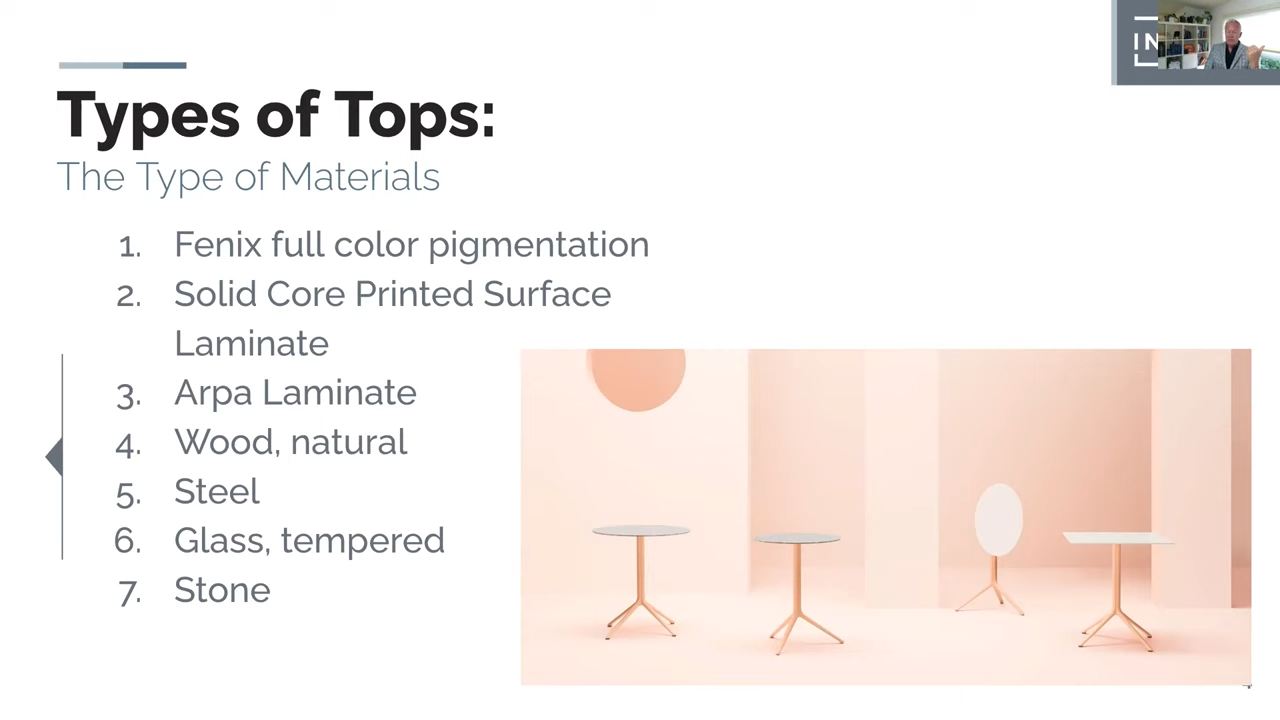 IN
Types of Tops:
The Type of Materials
1. Fenix full color pigmentation
2. Solid Core Printed Surface
Laminate
3. Arpa Laminate
4. Wood, natural
5. Steel
6. Glass, tempered
7. Stone